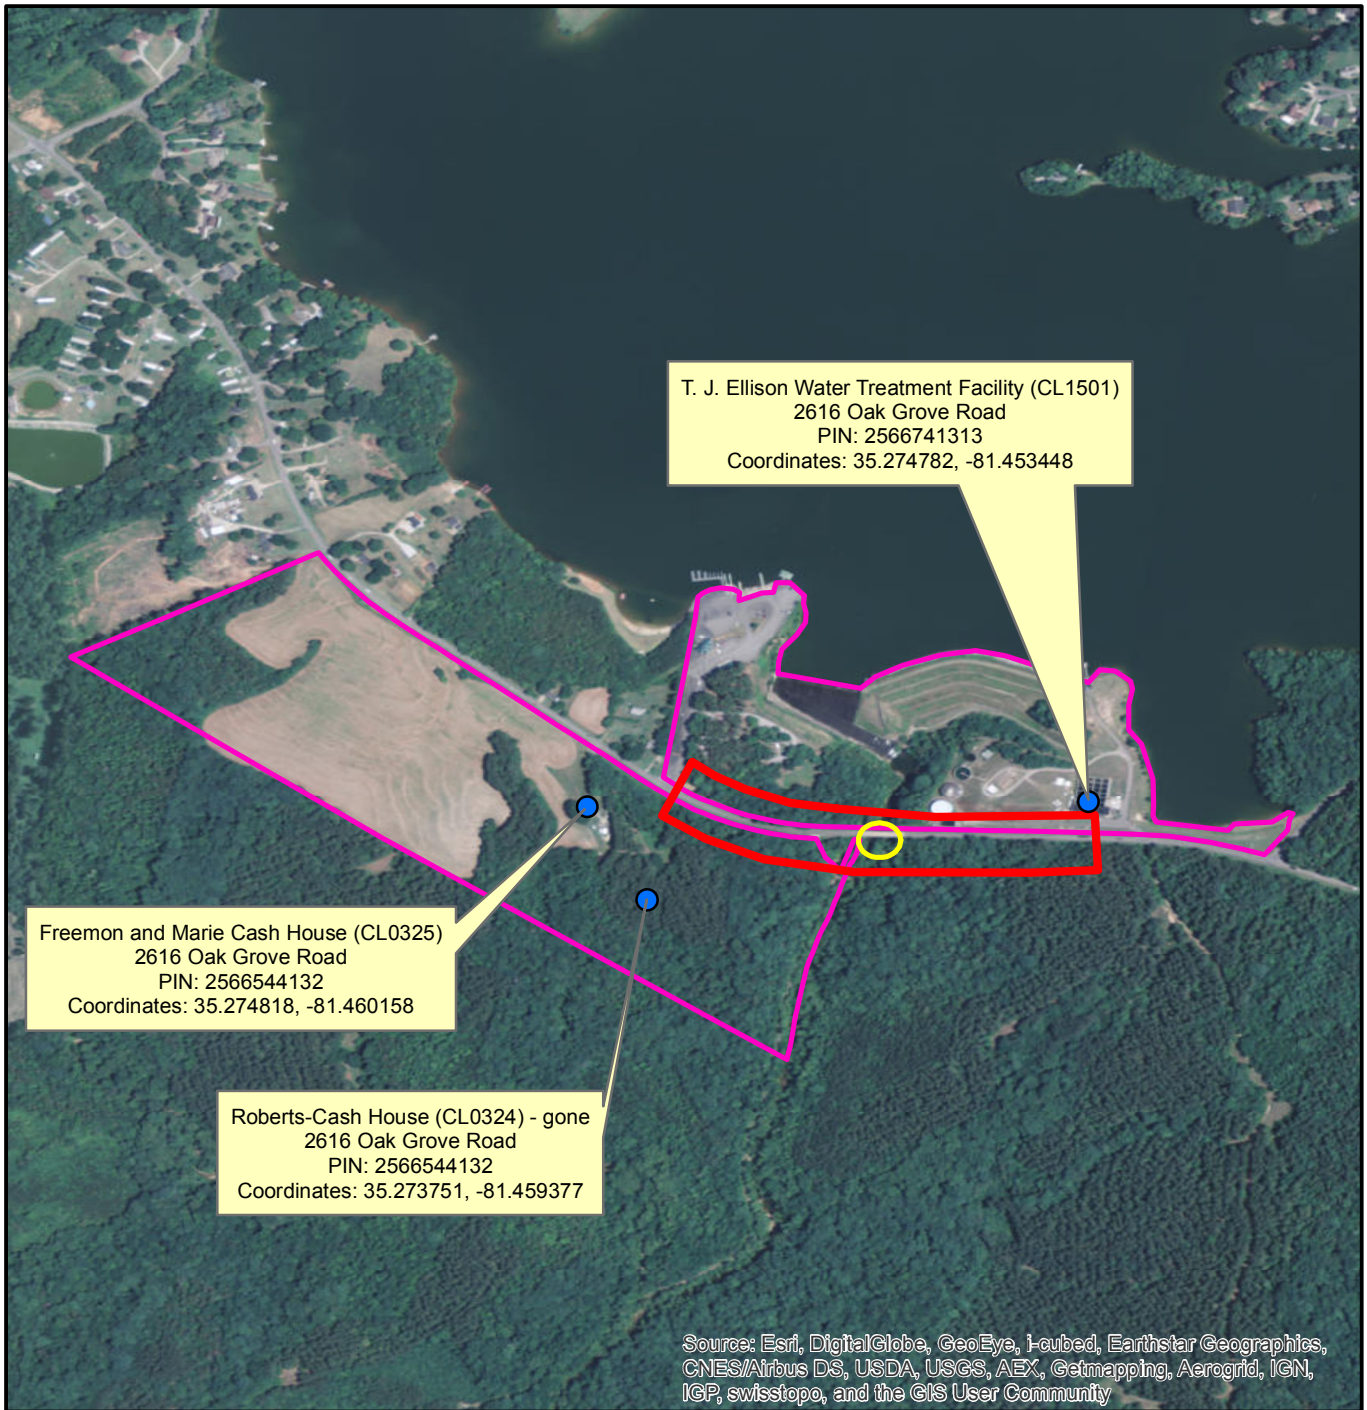 T. J. Ellison Water Treatment Facility (CL1501)
2616 Oak Grove Road
PIN: 2566741313
Coordinates: 35.274782, -81.453448
Freemon and Marie Cash House (CL0325)
2616 Oak Grove Road
PIN: 2566544132
Coordinates: 35.274818, -81.460158
Roberts-Cash House (CL0324) - gone
2616 Oak Grove Road
PIN: 2566544132
Coordinates: 35.273751, -81.459377
Source: Esri, DigitalGlobe, GeoEye, i-cubed, Earthstar Geographics,
CNES/Airbus DS, USDA, USGS, AEX, Getmapping, Aerogrid, IGN,
IGP, swisstopo, and the GIS User Community